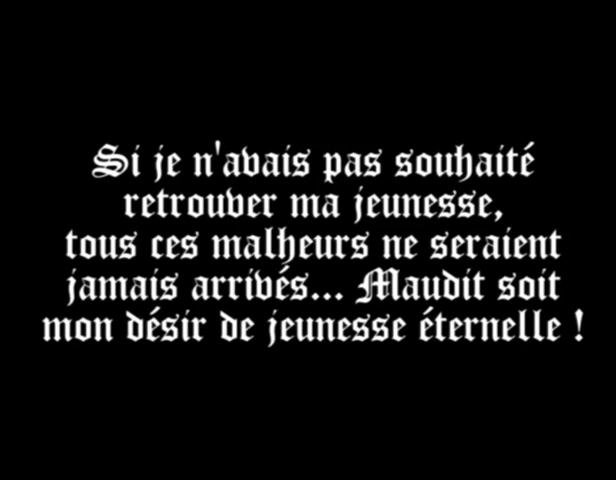 Si je n'avais pas souhaité
retrouver ma jeunesse,
tous ces malheurs ne seraient
jamais arrivés... Maudit soit
mon désir de jeunesse éternelle !